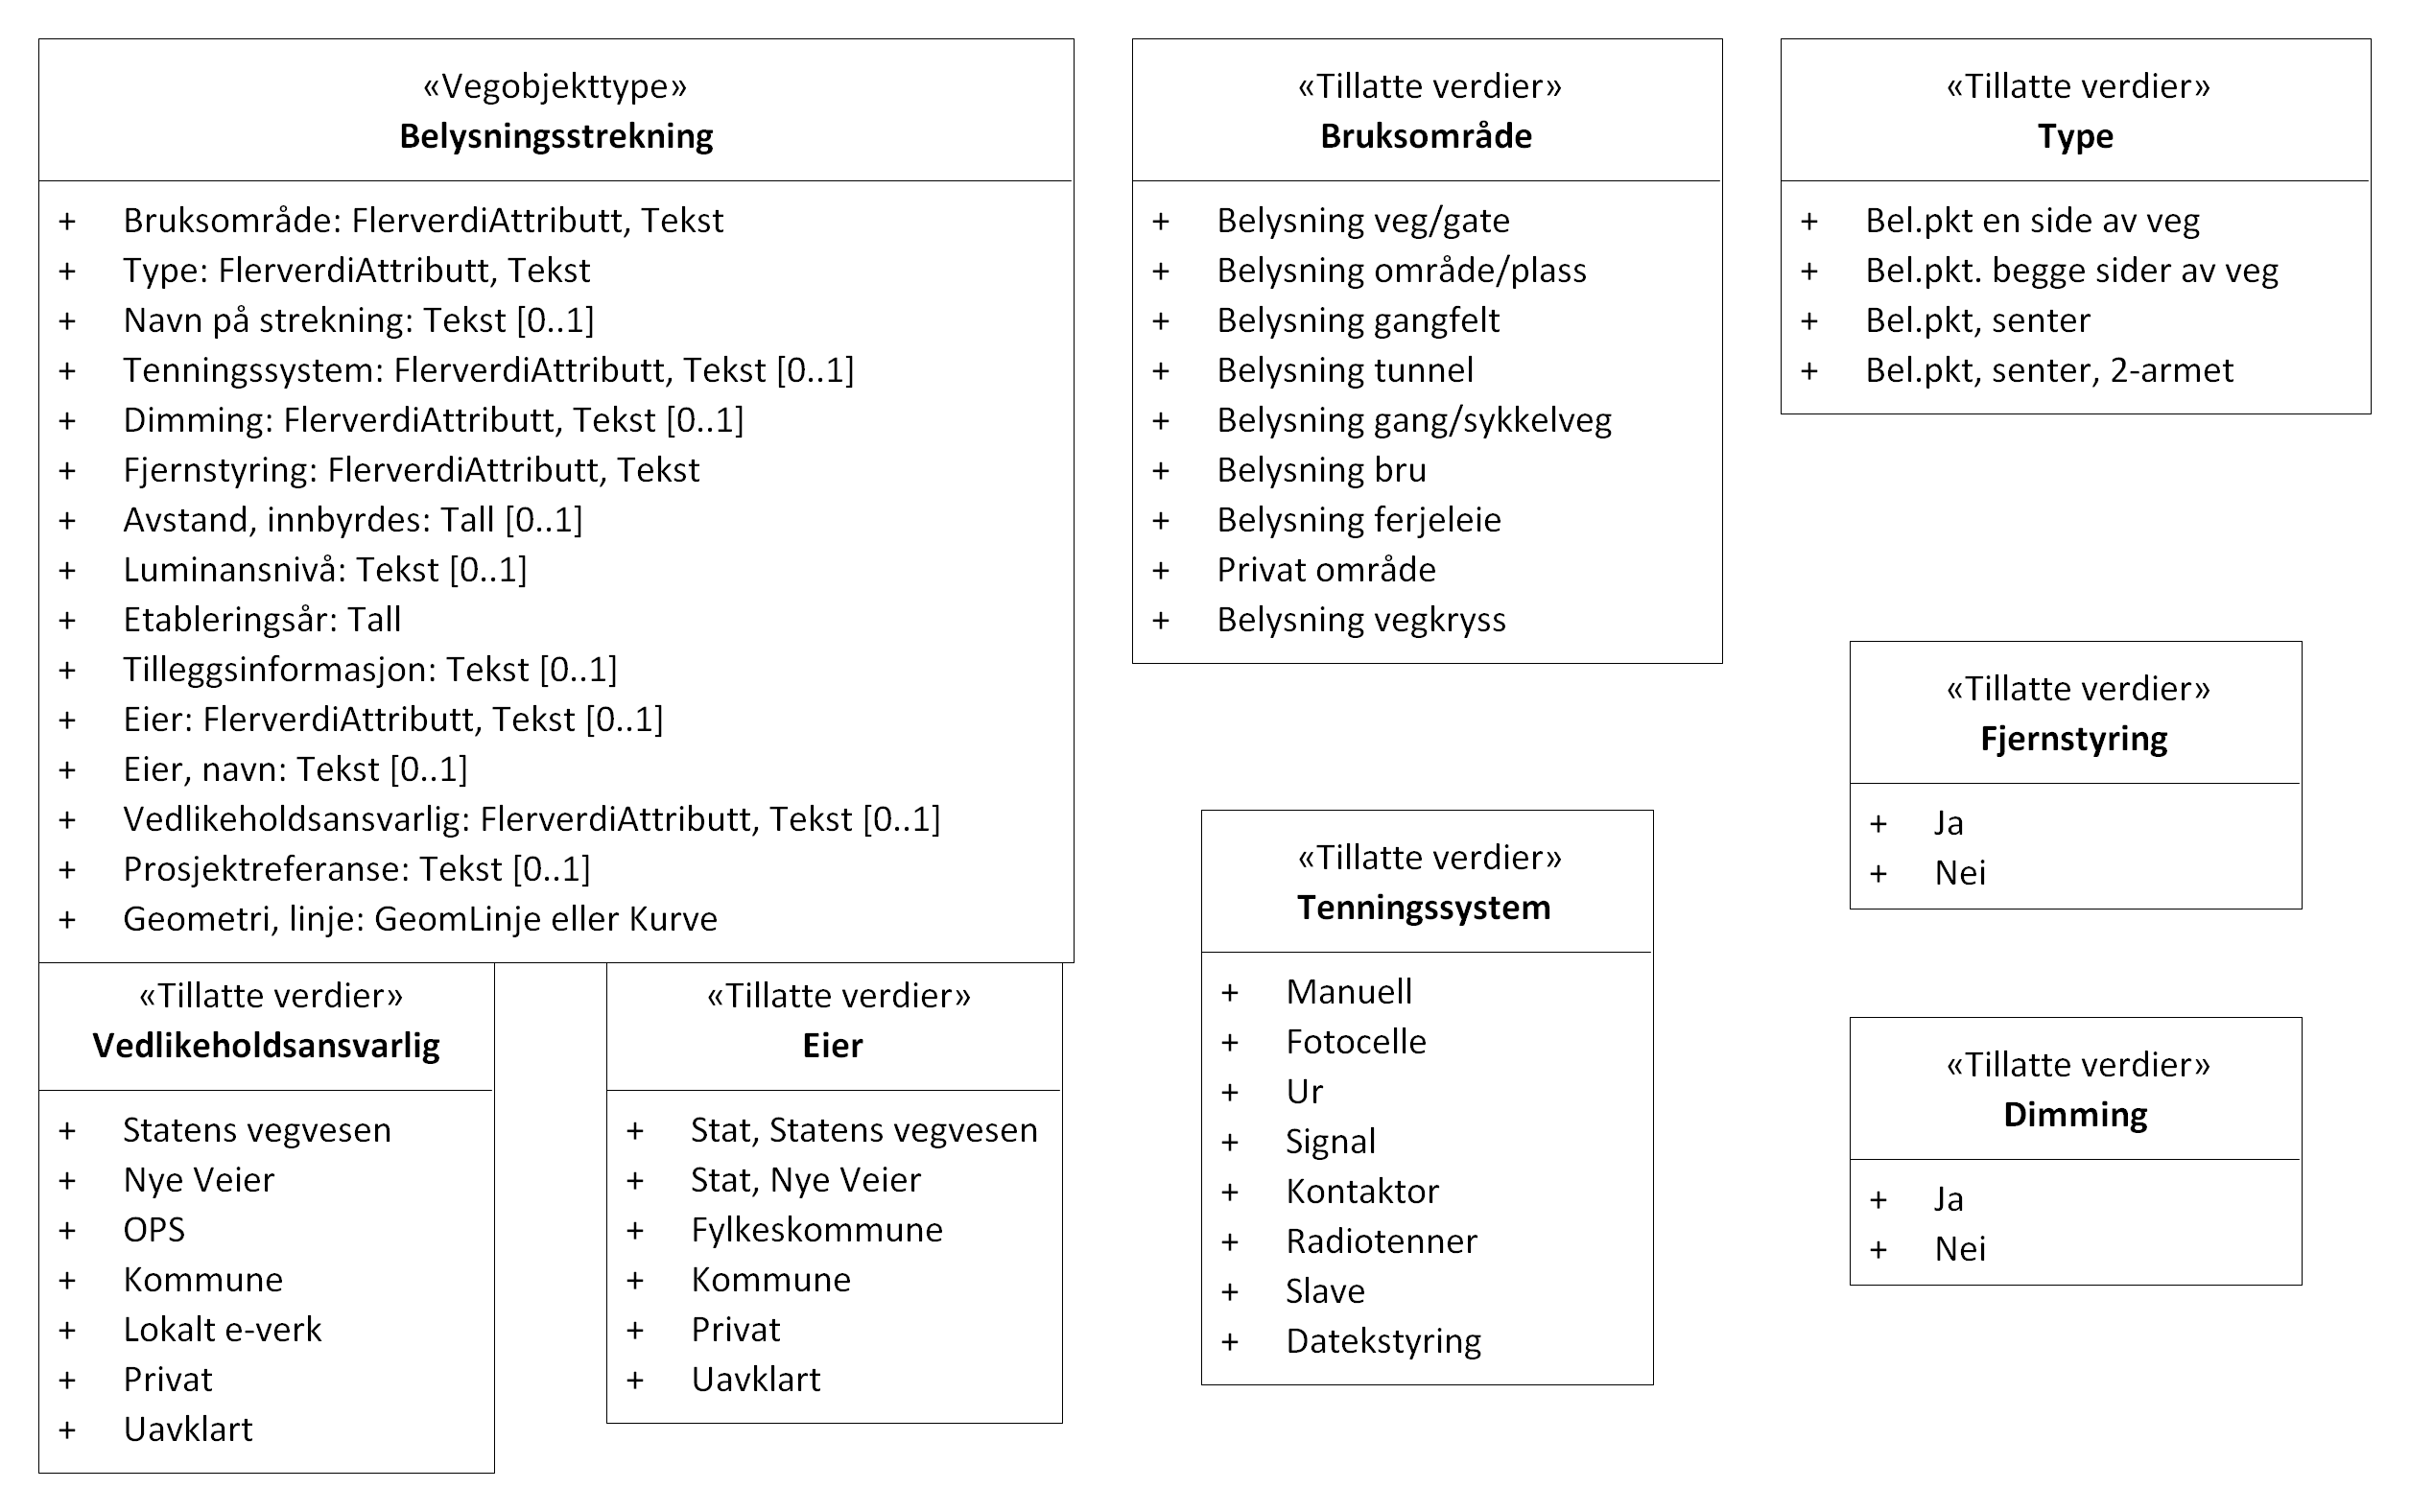 «Vegobjekttype»
Belysningsstrekning
+ Bruksområde: FlerverdiAttributt, Tekst
+ Type: FlerverdiAttributt, Tekst
+ Navn på strekning: Tekst [0..1]
+ Tenningssystem: FlerverdiAttributt, Tekst [0..1]
+ Dimming: FlerverdiAttributt, Tekst [0..1]
+ Fjernstyring: FlerverdiAttributt, Tekst
+ Avstand, innbyrdes: Tall [0..1]
+ Luminansnivå: Tekst [0..1]
+ Etableringsår: Tall
+ Tilleggsinformasjon: Tekst [0..1]
+ Eier: FlerverdiAttributt, Tekst [0..1]
+ Eier, navn: Tekst [0..1]
+ Vedlikeholdsansvarlig: FlerverdiAttributt, Tekst [0..1]
+ Prosjektreferanse: Tekst [0..1]
+ Geometri, linje: GeomLinje eller Kurve
«Tillatte verdier»
Bruksområde
+ Belysning veg/gate
+ Belysning område/plass
+ Belysning gangfelt
+ Belysning tunnel
+ Belysning gang/sykkelveg
+ Belysning bru
+ Belysning ferjeleie
+ Privat område
+ Belysning vegkryss
«Tillatte verdier»
Type
+ Bel.pkt en side av veg
+ Bel.pkt. begge sider av veg
+ Bel.pkt, senter
+ Bel.pkt, senter, 2-armet
«Tillatte verdier»
Fjernstyring
+ Ja
+ Nei
«Tillatte verdier»
Vedlikeholdsansvarlig
+ Statens vegvesen
+ Nye Veier
+ OPS
+ Kommune
+ Lokalt e-verk
+ Privat
+ Uavklart
«Tillatte verdier»
Eier
+ Stat, Statens vegvesen
+ Stat, Nye Veier
+ Fylkeskommune
+ Kommune
+ Privat
+ Uavklart
«Tillatte verdier»
Tenningssystem
+ Manuell
+ Fotocelle
+ Ur
+ Signal
+ Kontaktor
+ Radiotenner
+ Slave
+ Datekstyring
«Tillatte verdier»
Dimming
+ Ja
+ Nei